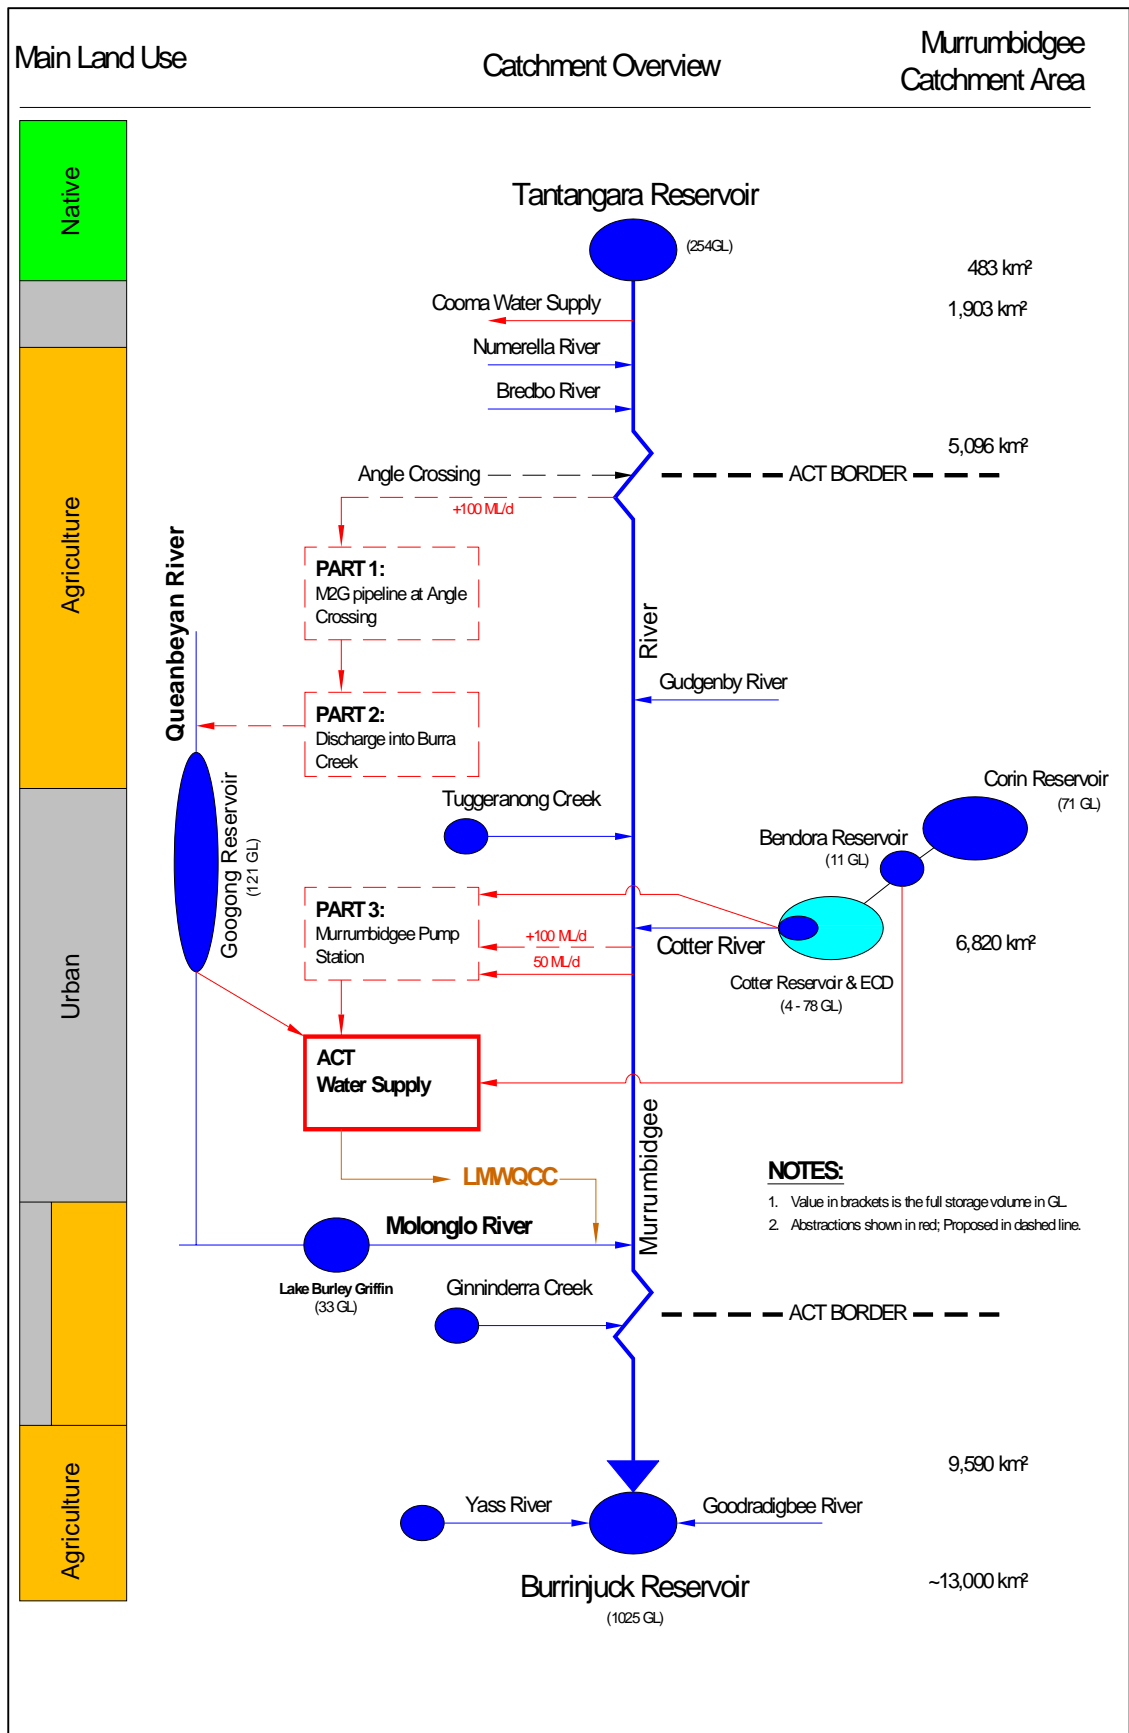 Main Land Use
Catchment Overview
Murrumbidgee
Catchment Area
Native
Tantangara Reservoir
(254GL)
483 km²
Cooma Water Supply
1,903 km²
Numerella River
Bredbo River
5,096 km²
Angle Crossing
ACT BORDER
+100 ML/d
Agriculture
Queanbeyan River
PART 1:
M2G pipeline at Angle
Crossing
River
Gudgenby River
PART 2:
Discharge into Burra
Creek
Googong Reservoir
(121 GL)
Tuggeranong Creek
Corin Reservoir
(71 GL)
Bendora Reservoir
(11 GL)
PART 3:
Murrumbidgee Pump
Station
+100 ML/d
50 ML/d
Cotter River
6,820 km²
Cotter Reservoir & ECD
(4 - 78 GL)
Urban
ACT
Water Supply
Murrumbidgee
LMWQCC
NOTES:
1. Value in brackets is the full storage volume in GL.
2. Abstractions shown in red; Proposed in dashed line.
Molonglo River
Lake Burley Griffin
(33 GL)
Ginninderra Creek
ACT BORDER
9,590 km²
Agriculture
Yass River
Goodradigbee River
Burrinjuck Reservoir
(1025 GL)
~13,000 km²